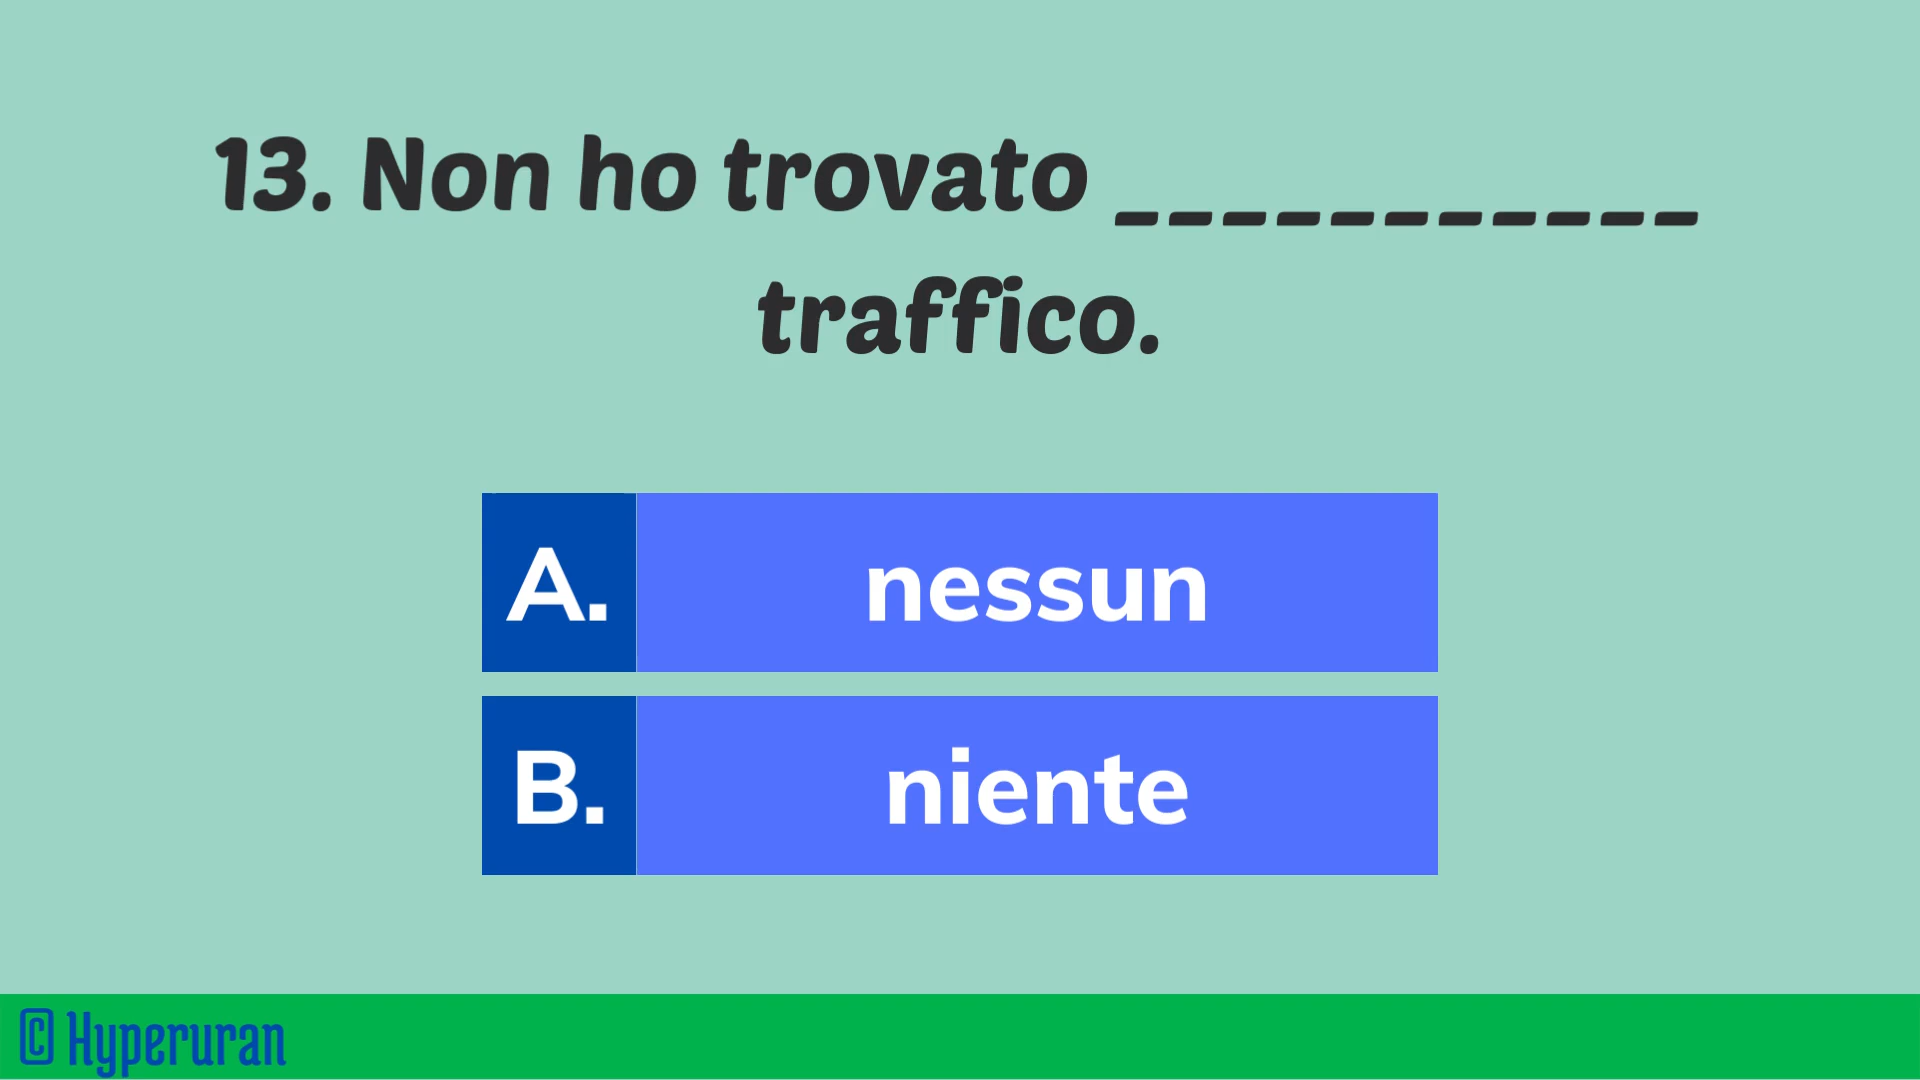 13. Non ho trovato ___________
traffico.
A. nessun
B. niente
© Hyperuran